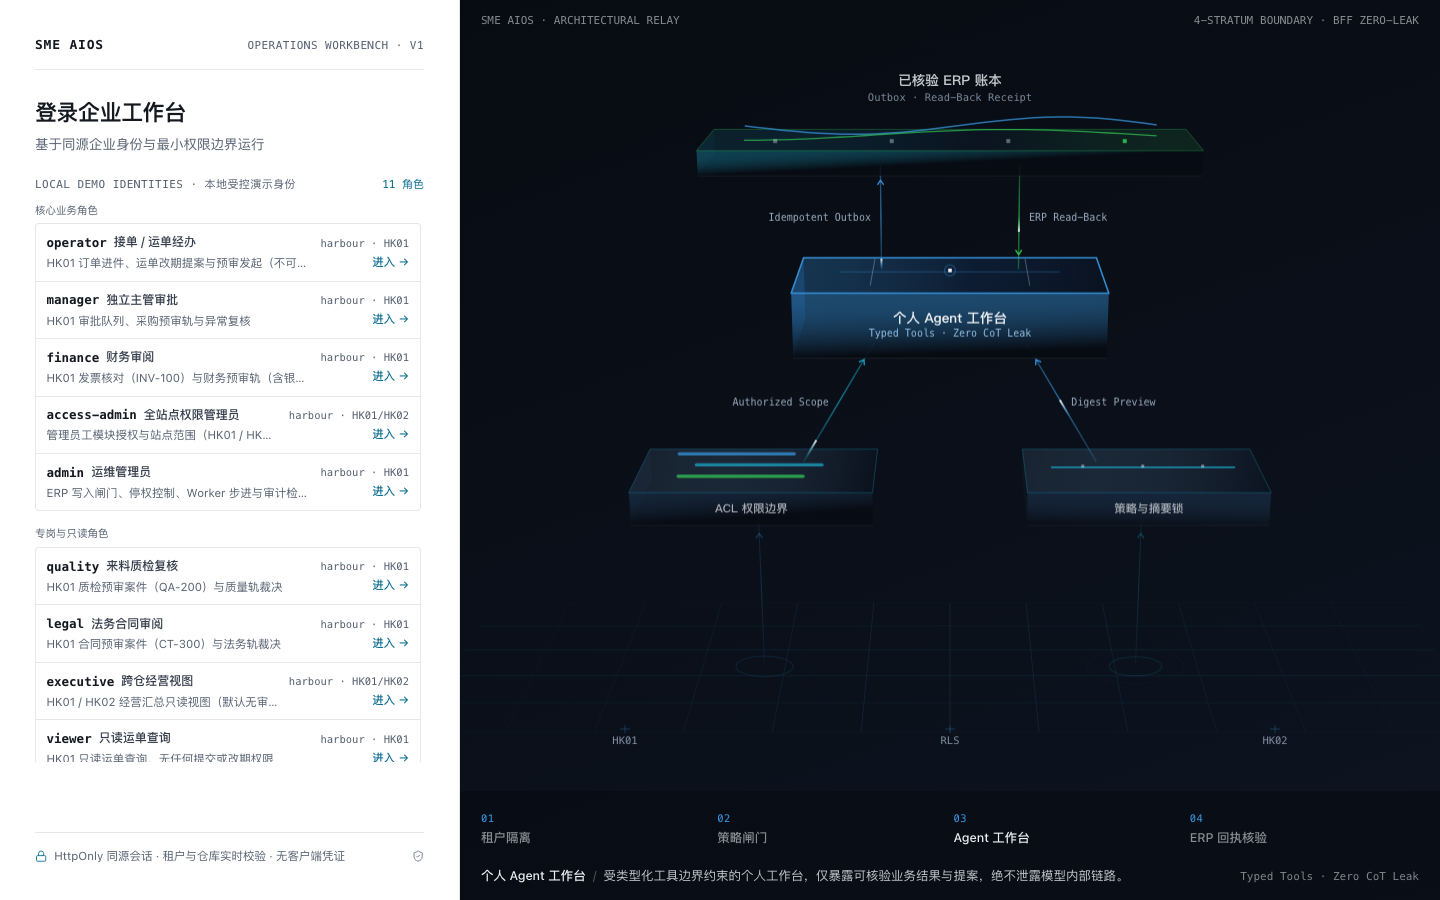 SME AIOS
OPERATIONS WORKBENCH · V1
登录企业工作台
基于同源企业身份与最小权限边界运行
LOCAL DEMO IDENTITIES · 本地受控演示身份
11 角色
核心业务角色
operator 接单 / 运单经办
harbour · HK01
HK01 订单进件、运单改期提案与预审发起（不可...
进入 →
manager 独立主管审批
harbour · HK01
HK01 审批队列、采购预审轨与异常复核
进入 →
finance 财务审阅
harbour · HK01
HK01 发票核对（INV-100）与财务预审轨（含银...
进入 →
access-admin 全站点权限管理员
harbour · HK01/HK02
管理员工模块授权与站点范围（HK01 / HK...
进入 →
admin 运维管理员
harbour · HK01
ERP 写入闸门、停权控制、Worker 步进与审计检...
进入 →
专岗与只读角色
quality 来料质检复核
harbour · HK01
HK01 质检预审案件（QA-200）与质量轨裁决
进入 →
legal 法务合同审阅
harbour · HK01
HK01 合同预审案件（CT-300）与法务轨裁决
进入 →
executive 跨仓经营视图
harbour · HK01/HK02
HK01 / HK02 经营汇总只读视图（默认无审...
进入 →
viewer 只读运单查询
harbour · HK01
HK01 只读运单查询，无任何提交或改期权限
进入 →
HttpOnly 同源会话 · 租户与仓库实时校验 · 无客户端凭证
SME AIOS · ARCHITECTURAL RELAY
4-STRATUM BOUNDARY · BFF ZERO-LEAK
已核验 ERP 账本
Outbox · Read-Back Receipt
Idempotent Outbox
ERP Read-Back
个人 Agent 工作台
Typed Tools · Zero CoT Leak
Authorized Scope
Digest Preview
ACL 权限边界
策略与摘要锁
HK01
RLS
HK02
01
租户隔离
02
策略闸门
03
Agent 工作台
04
ERP 回执核验
个人 Agent 工作台 / 受类型化工具边界约束的个人工作台，仅暴露可核验业务结果与提案，绝不泄露模型内部链路。
Typed Tools · Zero CoT Leak